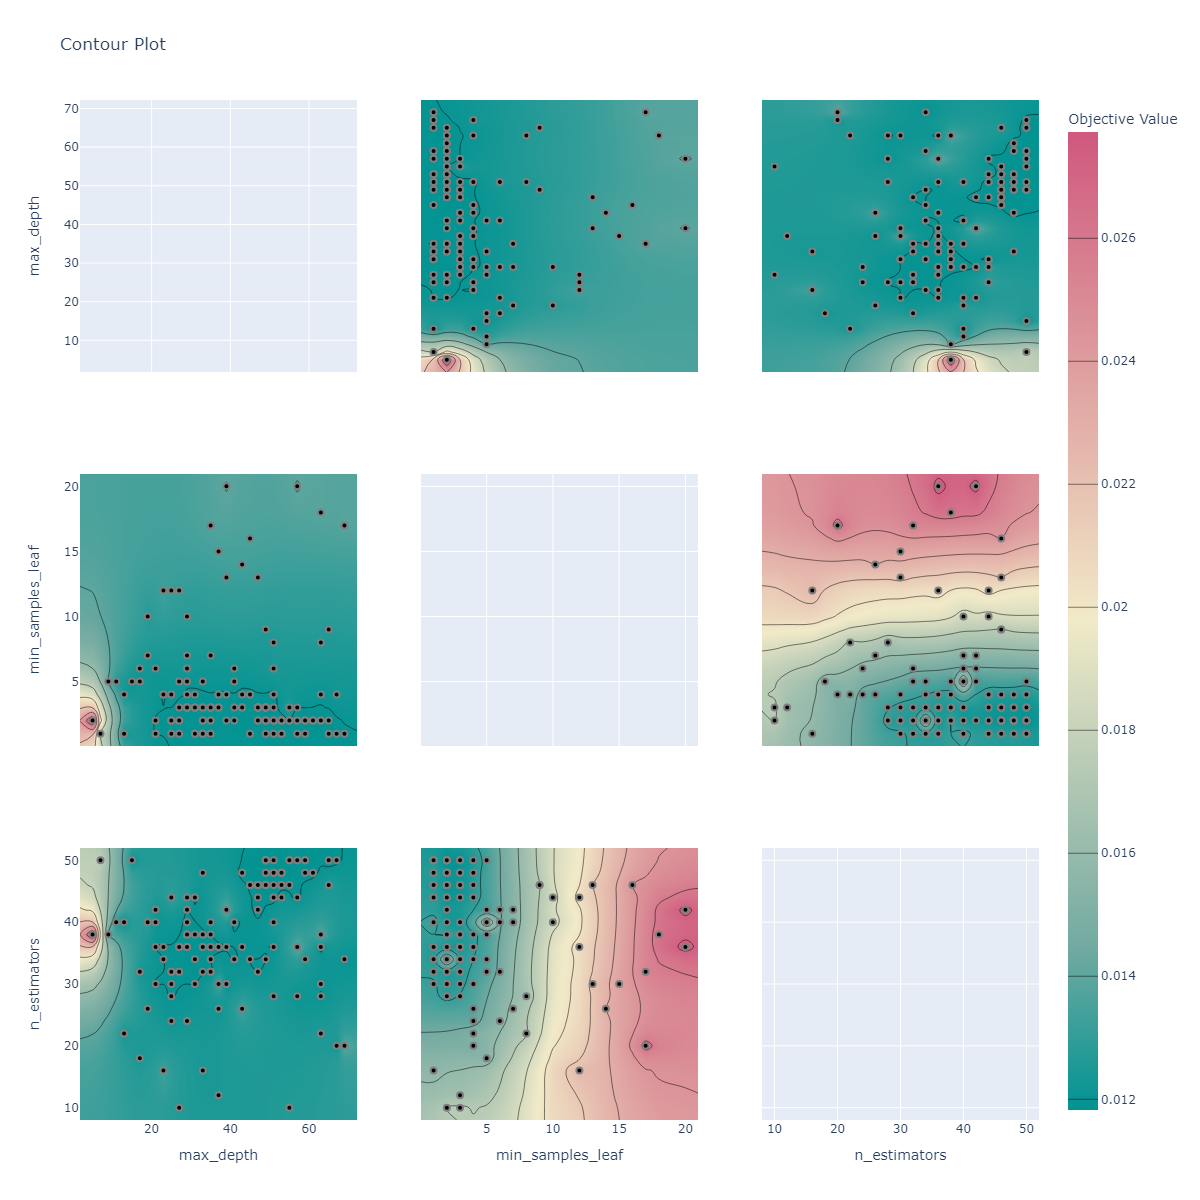 Contour Plot
Objective Value
70
60
50
40
30
20
10
max_depth
0.026
0.024
0.022
0.02
0.018
0.016
0.014
0.012
20
15
10
5
min_samples_leaf
50
40
30
20
10
n_estimators
20 40 60
5 10 15 20
10 20 30 40 50
max_depth
min_samples_leaf
n_estimators